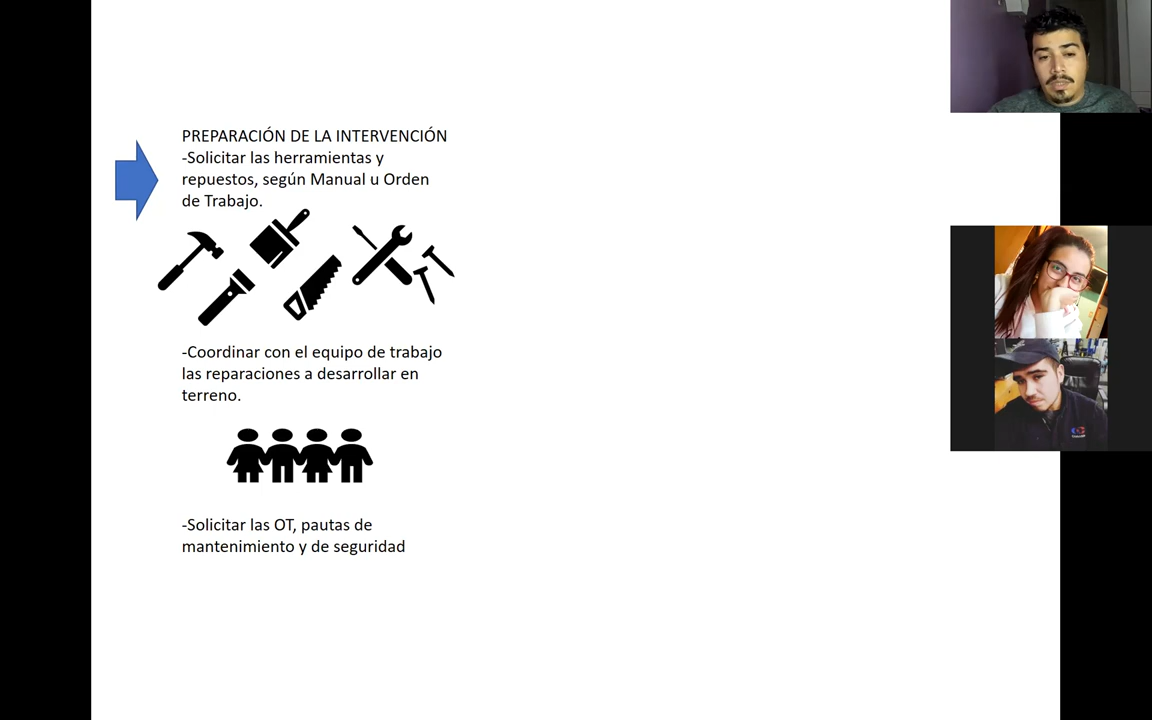 PREPARACIÓN DE LA INTERVENCIÓN
-Solicitar las herramientas y
repuestos, según Manual u Orden
de Trabajo.
-Coordinar con el equipo de trabajo
las reparaciones a desarrollar en
terreno.
-Solicitar las OT, pautas de
mantenimiento y de seguridad